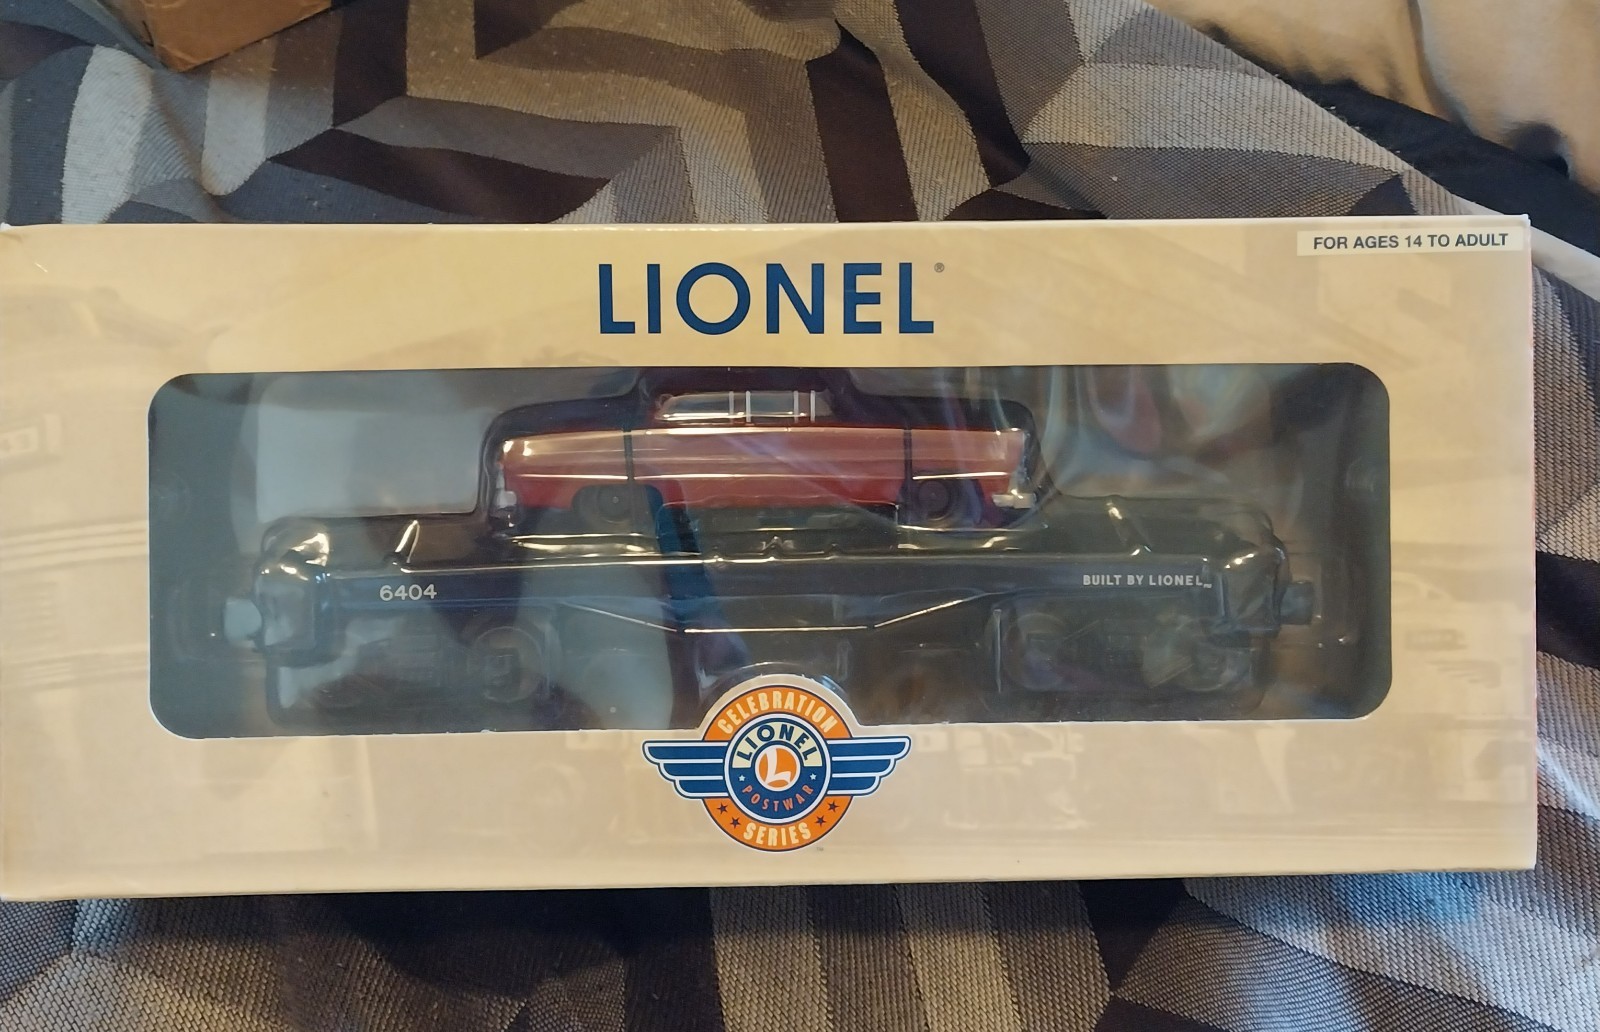 FOR AGES 14 TO ADULT
LIONEL®
6404
BUILT BY LIONEL
CELEBRATION
LIONEL
L
POSTWAR
SERIES